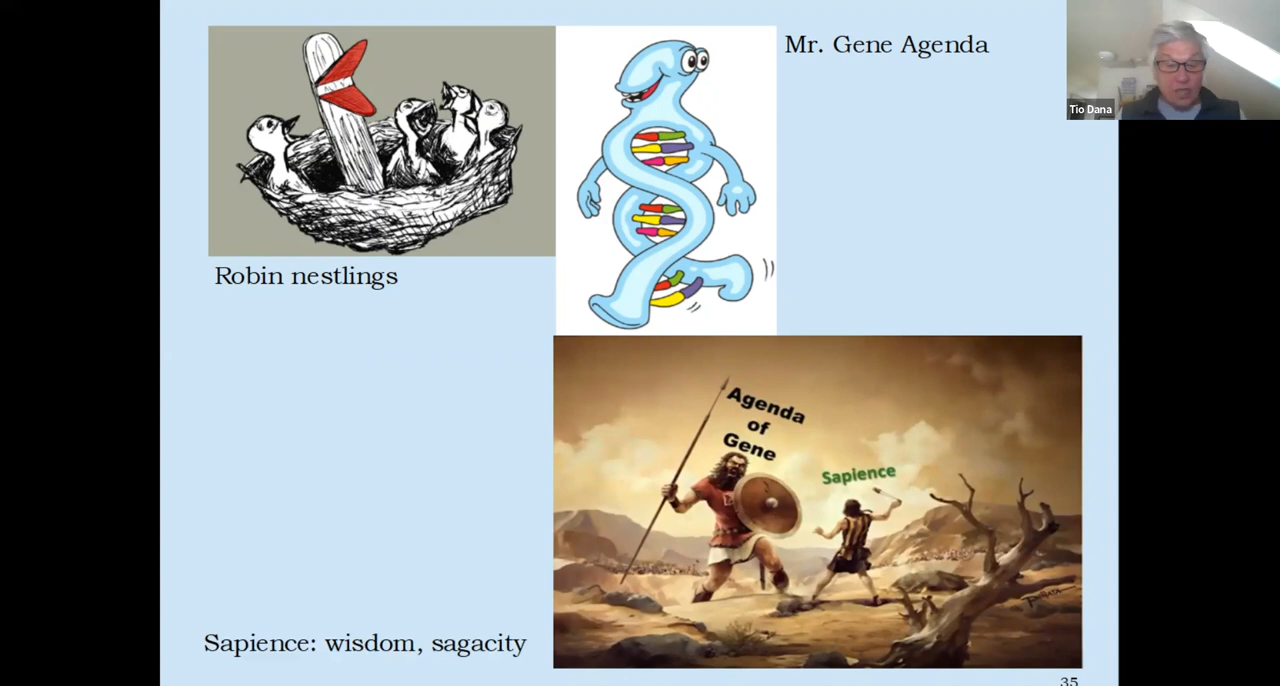 Mr. Gene Agenda
Tio Dana
Robin nestlings
Agenda
of
Gene
Sapience
Sapience: wisdom, sagacity
35